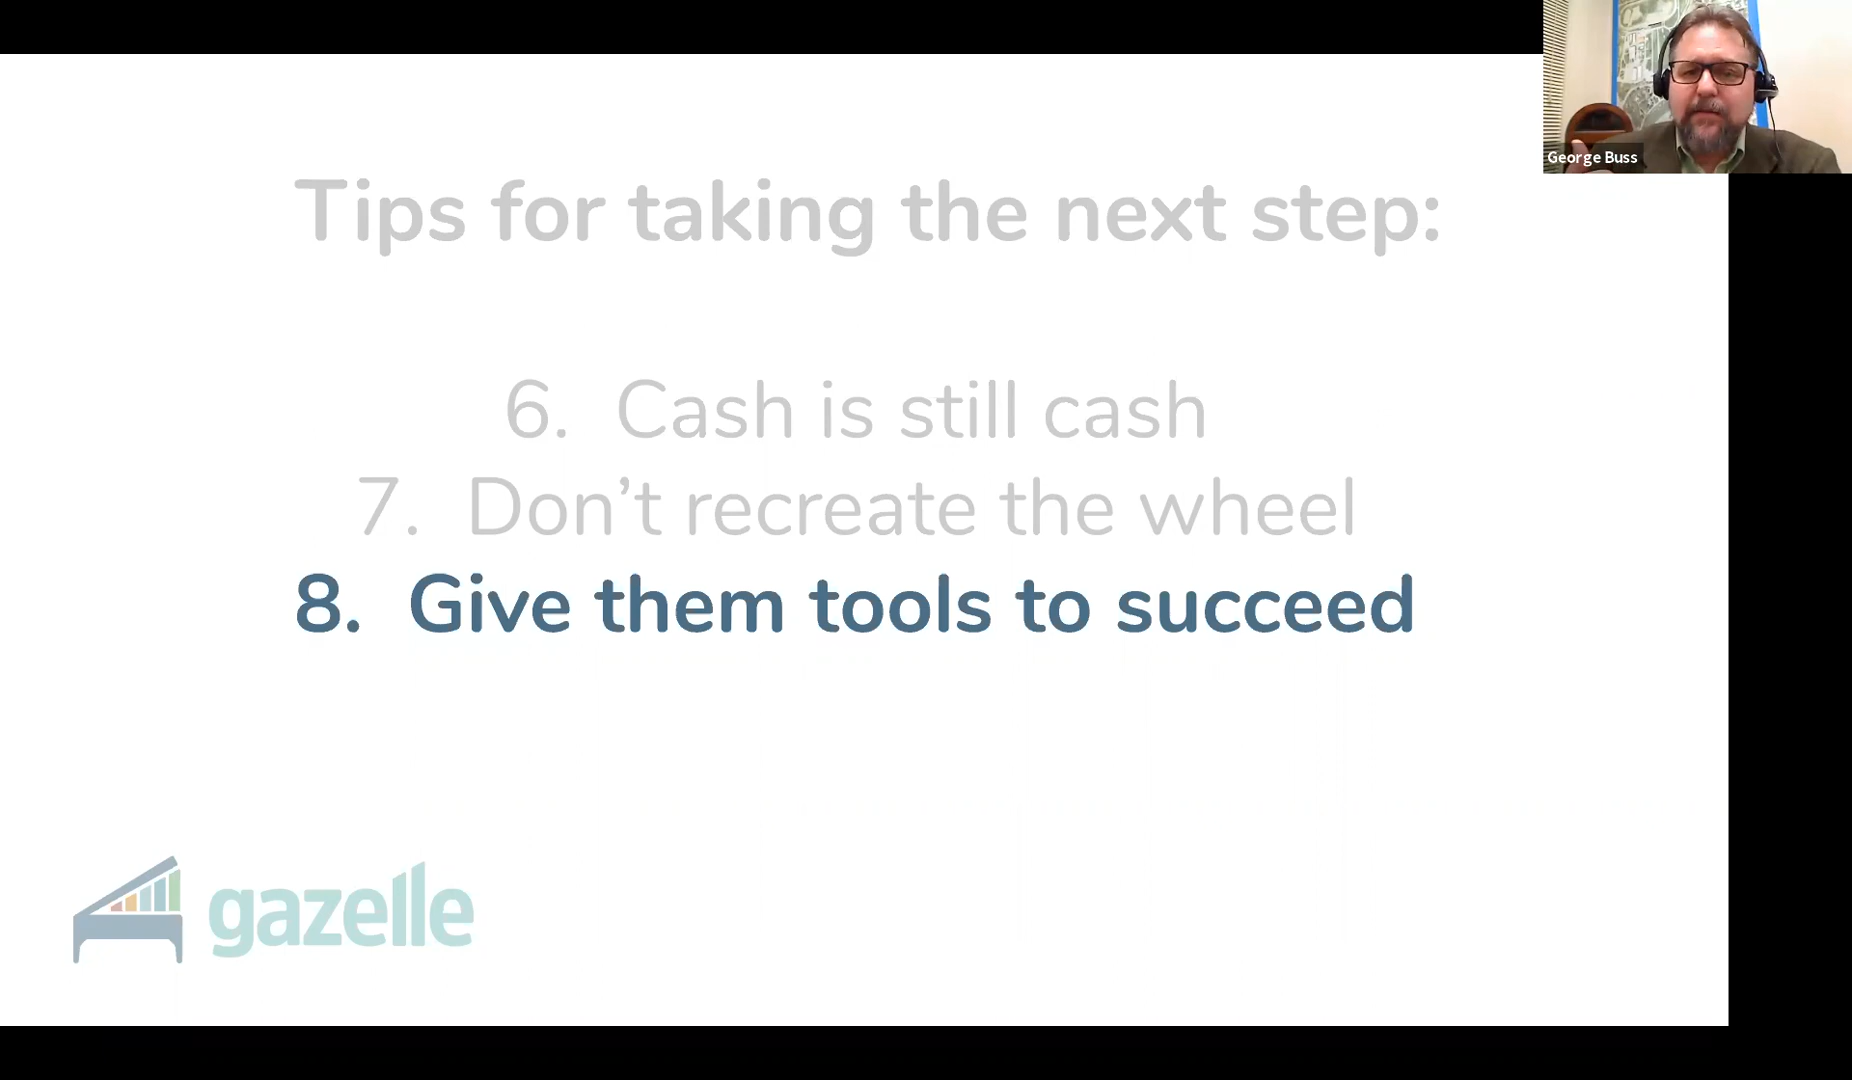 George Buss
Tips for taking the next step:
6. Cash is still cash
7. Don’t recreate the wheel
8. Give them tools to succeed
gazelle